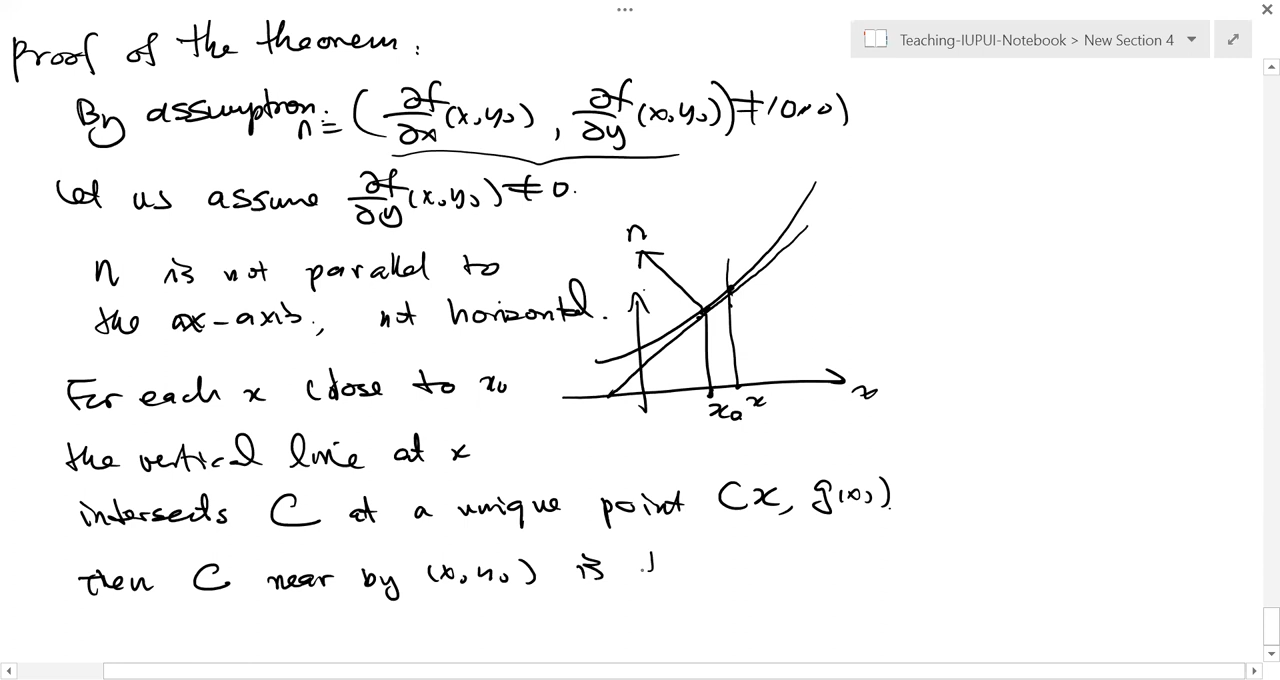 Teaching-IUPUI-Notebook > New Section 4
Proof of the theorem.
By assumption: n = (∂f/∂x (x₀,y₀), ∂f/∂y (x₀,y₀)) ≠ (0,0)
Let us assume ∂f/∂y (x₀,y₀) ≠ 0.
n is not parallel to
the x-axis, not horizontal.
n
x₀ x x
For each x close to x₀
the vertical line at x
intersects C at a unique point (x, g(x)).
then C near by (x₀,y₀) is